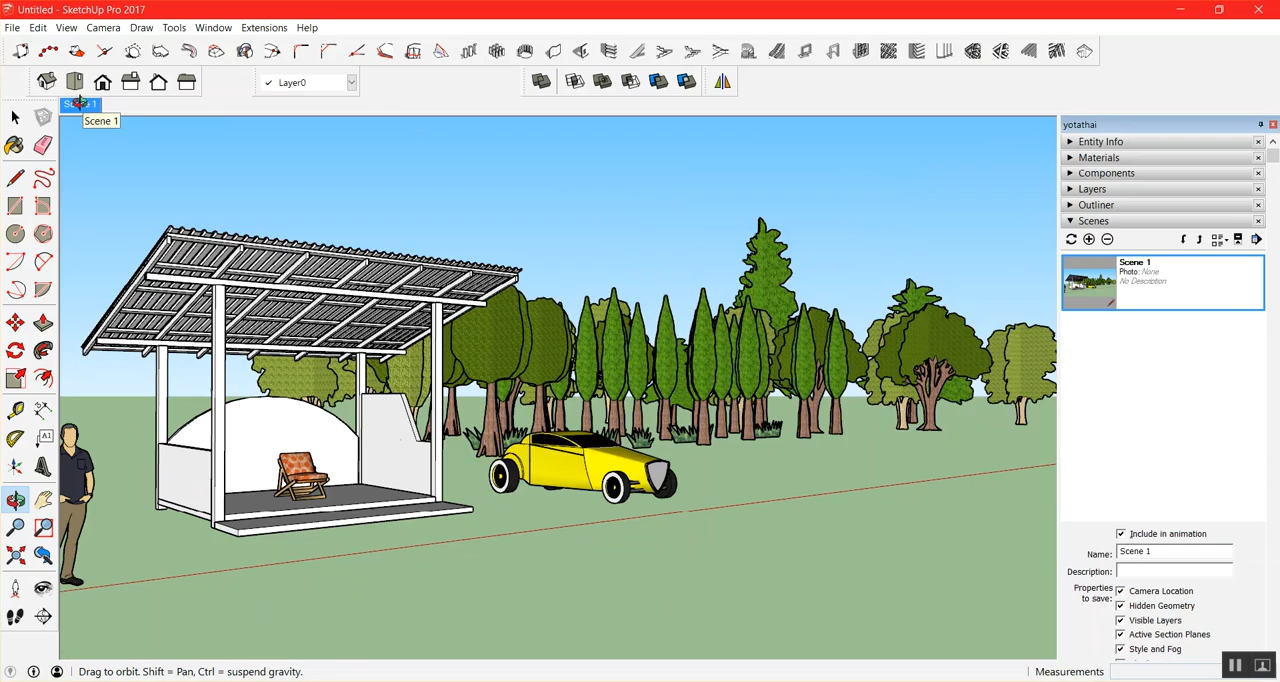 Untitled - SketchUp Pro 2017
File Edit View Camera Draw Tools Window Extensions Help
Layer0
Scene 1
yotathai
Entity Info
Materials
Components
Layers
Outliner
Scenes
Scene 1
Photo: None
No Description
A1
Include in animation
Name: Scene 1
Description:
Properties to save:
Camera Location
Hidden Geometry
Visible Layers
Active Section Planes
Style and Fog
Drag to orbit. Shift = Pan, Ctrl = suspend gravity.
Measurements